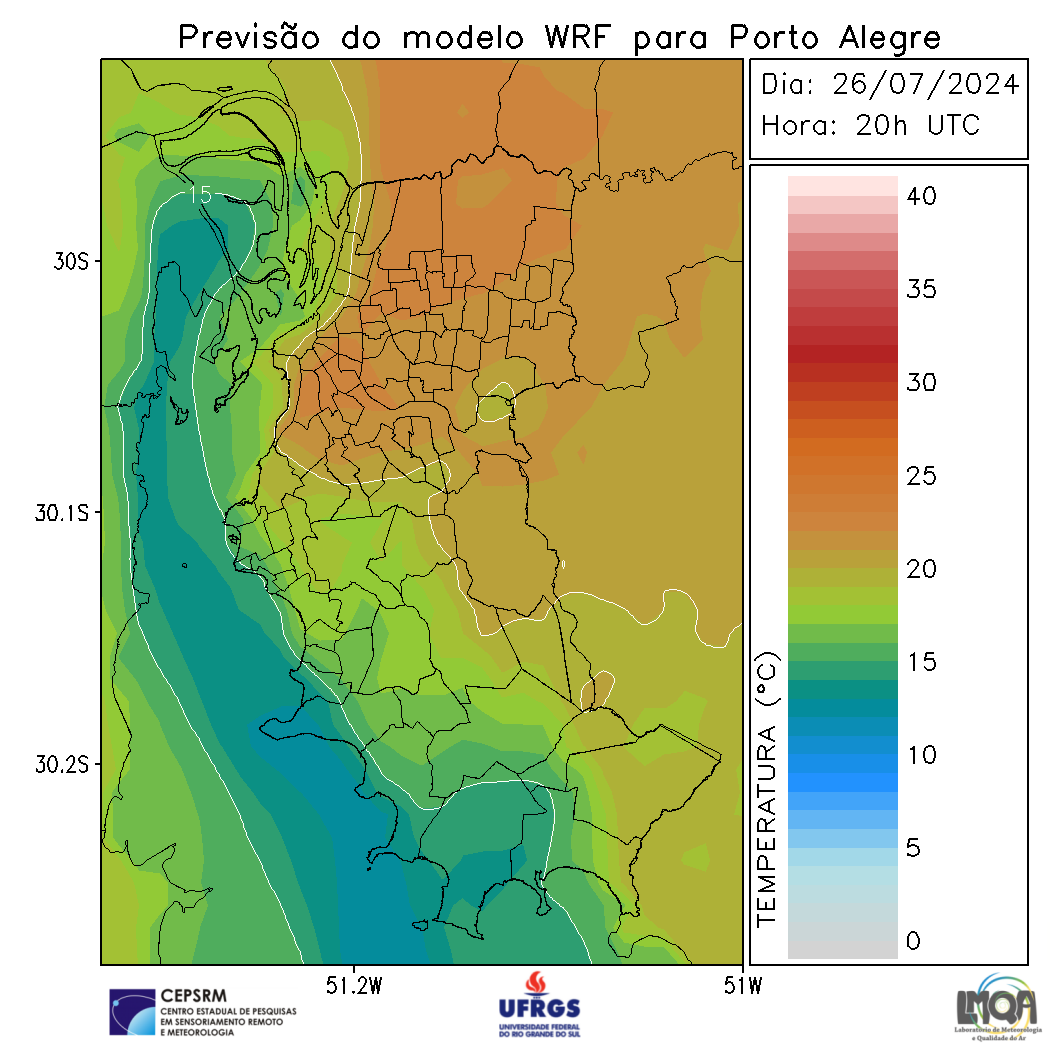 Previsão do modelo WRF para Porto Alegre
Dia: 26/07/2024
Hora: 20h UTC
15
30S
30.1S
30.2S
51.2W
51W
TEMPERATURA (°C)
40
35
30
25
20
15
10
5
0
CEPSRM
CENTRO ESTADUAL DE PESQUISAS
EM SENSORIAMENTO REMOTO
E METEOROLOGIA
UFRGS
UNIVERSIDADE FEDERAL
DO RIO GRANDE DO SUL
LMQA
Laboratório de Meteorologia
e Qualidade do Ar